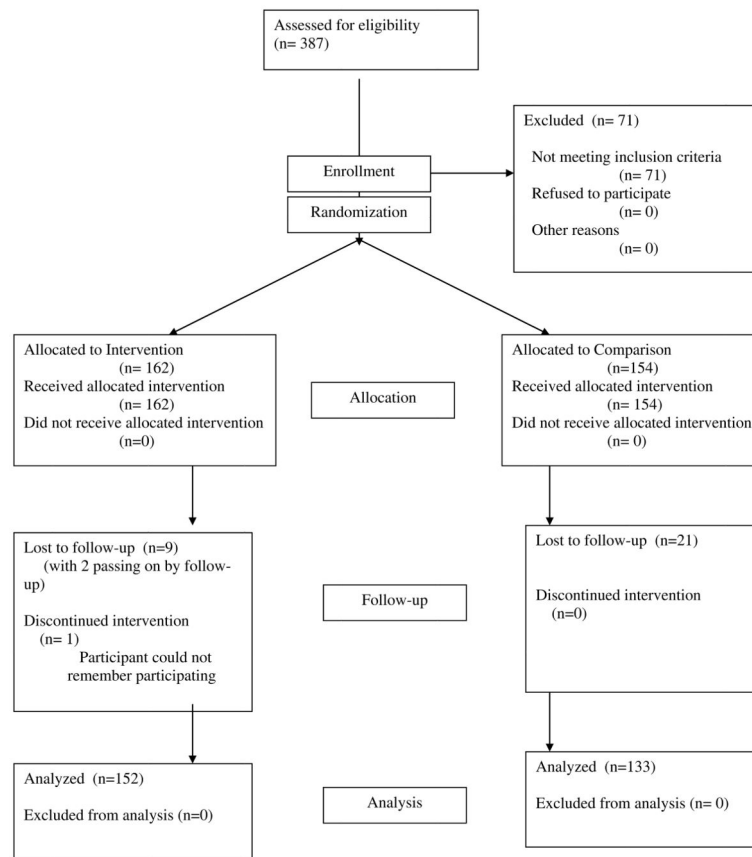 Assessed for eligibility
(n= 387)
Excluded (n= 71)
Not meeting inclusion criteria
(n= 71)
Refused to participate
(n= 0)
Other reasons
(n= 0)
Enrollment
Randomization
Allocated to Intervention
(n= 162)
Received allocated intervention
(n= 162)
Did not receive allocated intervention
(n=0)
Allocation
Allocated to Comparison
(n=154)
Received allocated intervention
(n= 154)
Did not receive allocated intervention
(n= 0)
Lost to follow-up (n=9)
(with 2 passing on by follow-
up)
Discontinued intervention
(n= 1)
Participant could not
remember participating
Follow-up
Lost to follow-up (n=21)
Discontinued intervention
(n=0)
Analyzed (n=152)
Excluded from analysis (n=0)
Analysis
Analyzed (n=133)
Excluded from analysis (n= 0)